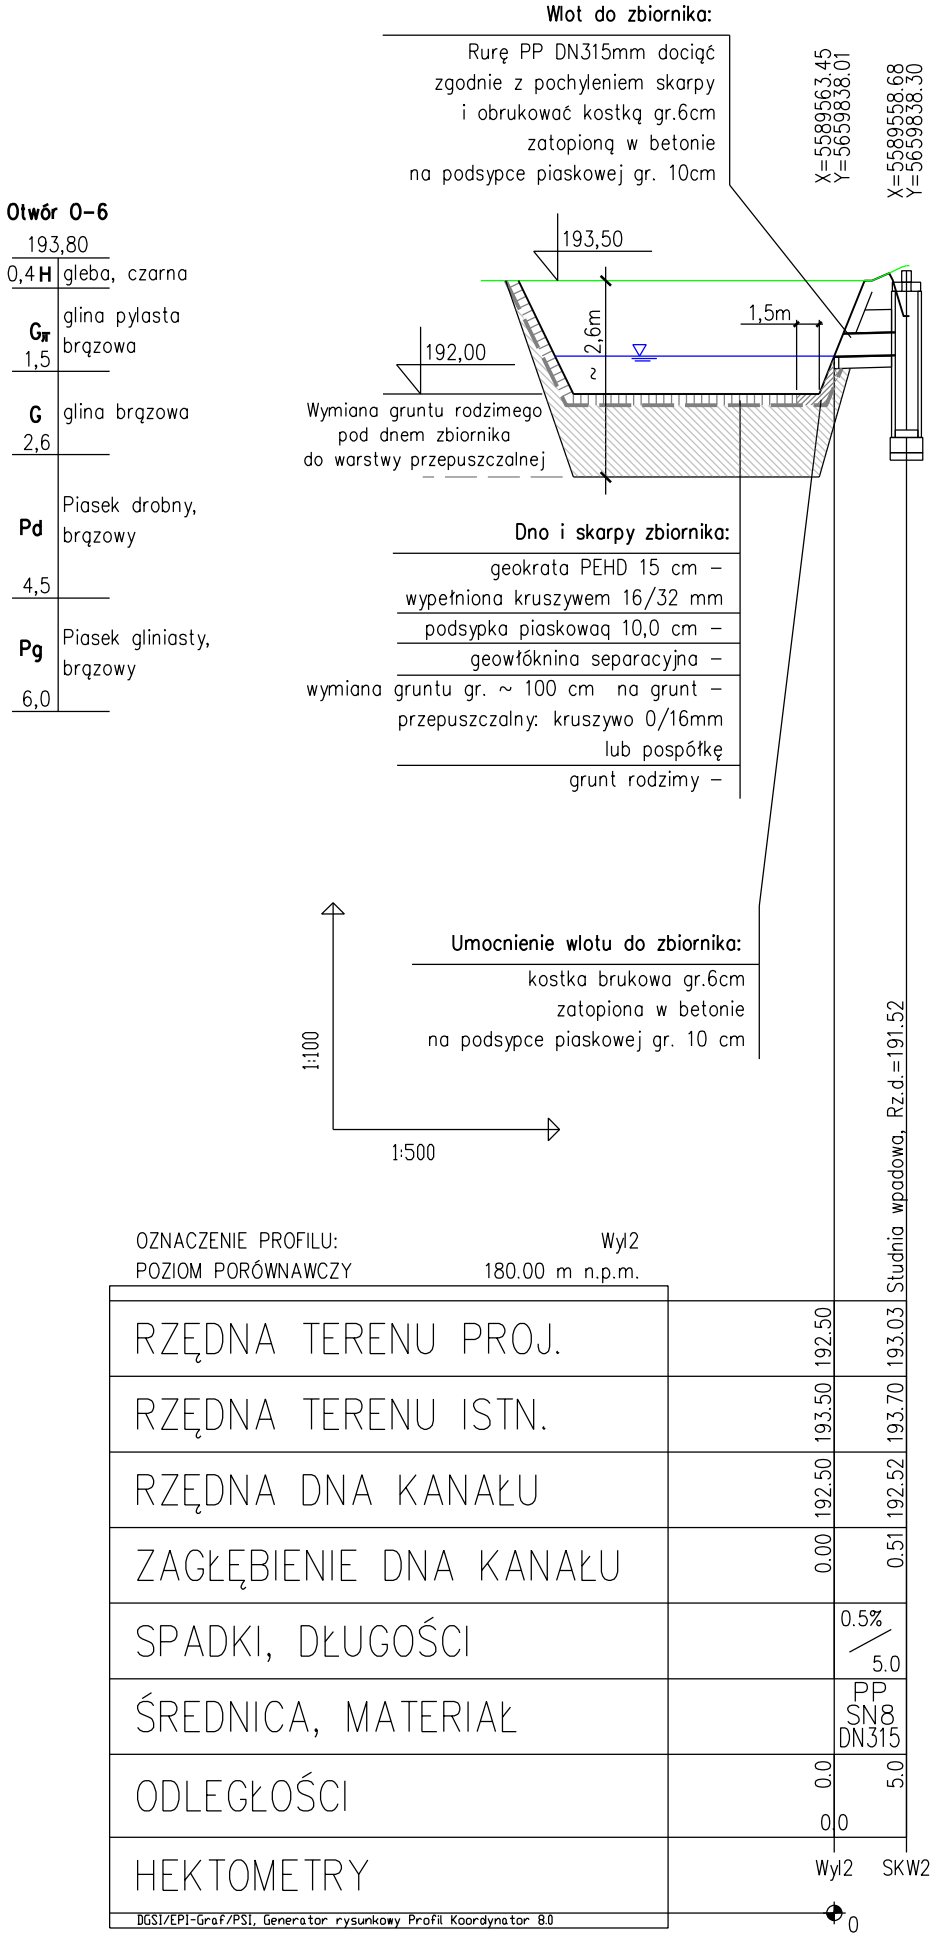 Wlot do zbiornika:
Rurę PP DN315mm dociąć
zgodnie z pochyleniem skarpy
i obrukować kostką gr.6cm
zatopioną w betonie
na podsypce piaskowej gr. 10cm
X=5589563.45
Y=5659838.01
X=5589558.68
Y=5659838.30
Otwór O-6
193,80
0,4 H gleba, czarna
Gπ glina pylasta
brązowa
1,5
G glina brązowa
2,6
Pd Piasek drobny,
brązowy
4,5
Pg Piasek gliniasty,
brązowy
6,0
193,50
192,00
~ 2,6m
1,5m
Wymiana gruntu rodzimego
pod dnem zbiornika
do warstwy przepuszczalnej
Dno i skarpy zbiornika:
geokrata PEHD 15 cm –
wypełniona kruszywem 16/32 mm
podsypka piaskowaq 10,0 cm –
geowłóknina separacyjna –
wymiana gruntu gr. ~ 100 cm na grunt –
przepuszczalny: kruszywo 0/16mm
lub pospółkę
grunt rodzimy –
Umocnienie wlotu do zbiornika:
kostka brukowa gr.6cm
zatopiona w betonie
na podsypce piaskowej gr. 10 cm
1:100
1:500
Studnia wpadowa, Rz.d.=191.52
OZNACZENIE PROFILU: Wyl2
POZIOM PORÓWNAWCZY 180.00 m n.p.m.
RZĘDNA TERENU PROJ. 192.50 193.03
RZĘDNA TERENU ISTN. 193.50 193.70
RZĘDNA DNA KANAŁU 192.50 192.52
ZAGŁĘBIENIE DNA KANAŁU 0.00 0.51
SPADKI, DŁUGOŚCI 0.5% / 5.0
ŚREDNICA, MATERIAŁ PP
SN8
DN315
ODLEGŁOŚCI 0.0 5.0
0.0
HEKTOMETRY Wyl2 SKW2
DGSI/EPI-Graf/PSI, Generator rysunkowy Profil Koordynator 8.0
0